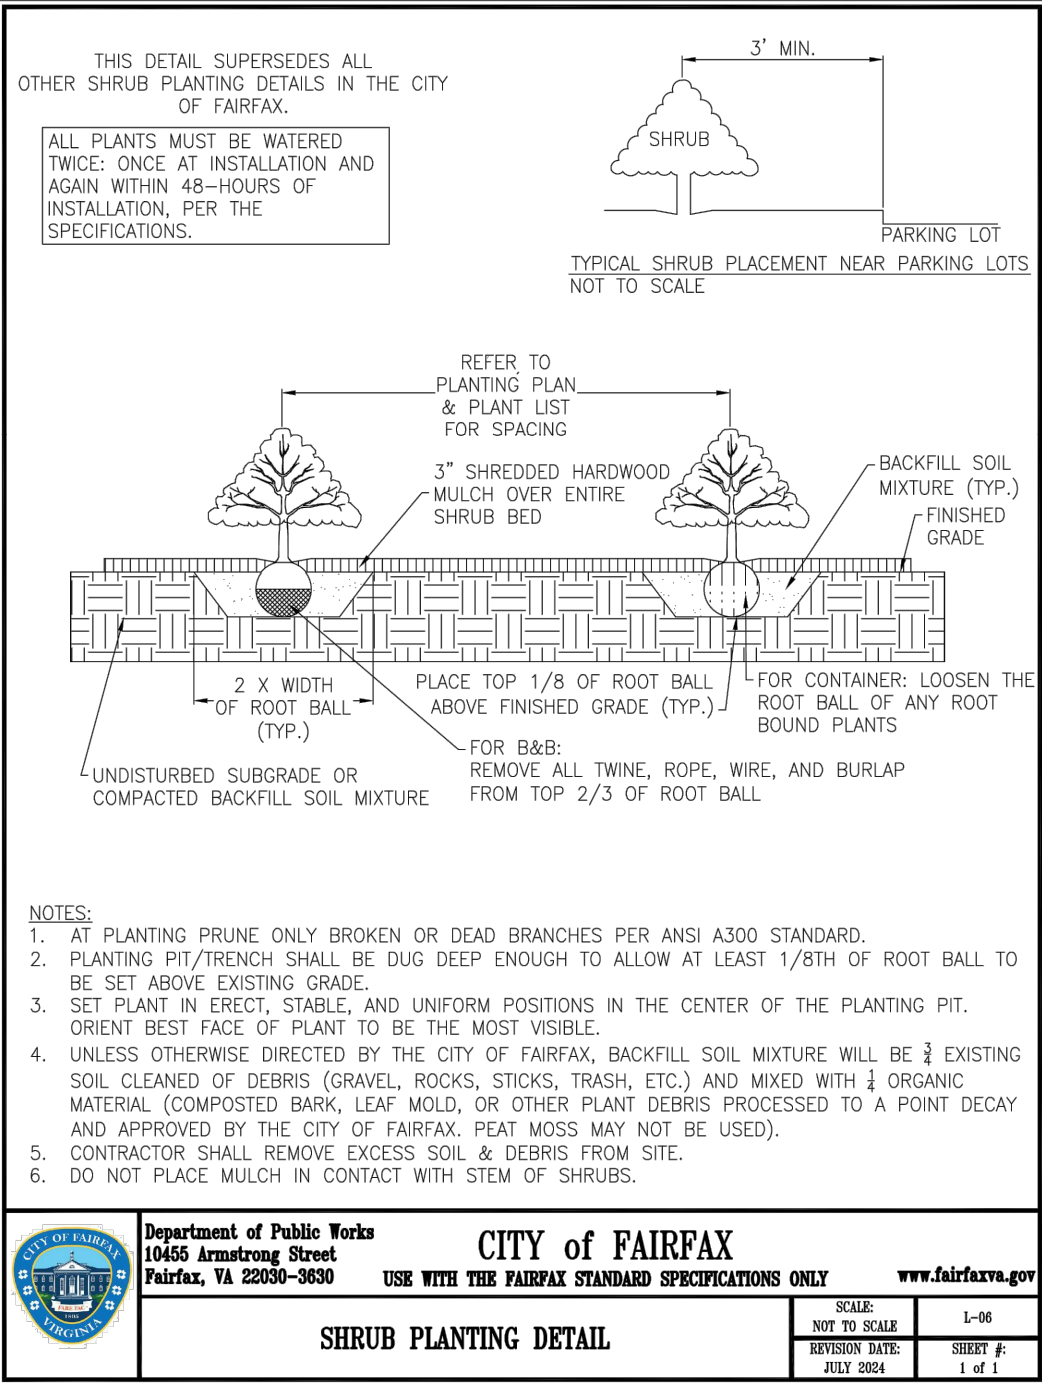 THIS DETAIL SUPERSEDES ALL
OTHER SHRUB PLANTING DETAILS IN THE CITY
OF FAIRFAX.
ALL PLANTS MUST BE WATERED
TWICE: ONCE AT INSTALLATION AND
AGAIN WITHIN 48-HOURS OF
INSTALLATION, PER THE
SPECIFICATIONS.
3' MIN.
SHRUB
PARKING LOT
TYPICAL SHRUB PLACEMENT NEAR PARKING LOTS
NOT TO SCALE
REFER TO
PLANTING PLAN
& PLANT LIST
FOR SPACING
3" SHREDDED HARDWOOD
MULCH OVER ENTIRE
SHRUB BED
BACKFILL SOIL
MIXTURE (TYP.)
FINISHED
GRADE
2 X WIDTH
OF ROOT BALL
(TYP.)
PLACE TOP 1/8 OF ROOT BALL
ABOVE FINISHED GRADE (TYP.)
FOR CONTAINER: LOOSEN THE
ROOT BALL OF ANY ROOT
BOUND PLANTS
FOR B&B:
REMOVE ALL TWINE, ROPE, WIRE, AND BURLAP
FROM TOP 2/3 OF ROOT BALL
UNDISTURBED SUBGRADE OR
COMPACTED BACKFILL SOIL MIXTURE
NOTES:
1. AT PLANTING PRUNE ONLY BROKEN OR DEAD BRANCHES PER ANSI A300 STANDARD.
2. PLANTING PIT/TRENCH SHALL BE DUG DEEP ENOUGH TO ALLOW AT LEAST 1/8TH OF ROOT BALL TO
BE SET ABOVE EXISTING GRADE.
3. SET PLANT IN ERECT, STABLE, AND UNIFORM POSITIONS IN THE CENTER OF THE PLANTING PIT.
ORIENT BEST FACE OF PLANT TO BE THE MOST VISIBLE.
4. UNLESS OTHERWISE DIRECTED BY THE CITY OF FAIRFAX, BACKFILL SOIL MIXTURE WILL BE 3/4 EXISTING
SOIL CLEANED OF DEBRIS (GRAVEL, ROCKS, STICKS, TRASH, ETC.) AND MIXED WITH 1/4 ORGANIC
MATERIAL (COMPOSTED BARK, LEAF MOLD, OR OTHER PLANT DEBRIS PROCESSED TO A POINT DECAY
AND APPROVED BY THE CITY OF FAIRFAX. PEAT MOSS MAY NOT BE USED).
5. CONTRACTOR SHALL REMOVE EXCESS SOIL & DEBRIS FROM SITE.
6. DO NOT PLACE MULCH IN CONTACT WITH STEM OF SHRUBS.
CITY OF FAIRFAX
FAIRE FAC
1805
VIRGINIA
Department of Public Works
10455 Armstrong Street
Fairfax, VA 22030-3630
CITY of FAIRFAX
USE WITH THE FAIRFAX STANDARD SPECIFICATIONS ONLY
www.fairfaxva.gov
SHRUB PLANTING DETAIL
SCALE:
NOT TO SCALE
L-06
REVISION DATE:
JULY 2024
SHEET #:
1 of 1